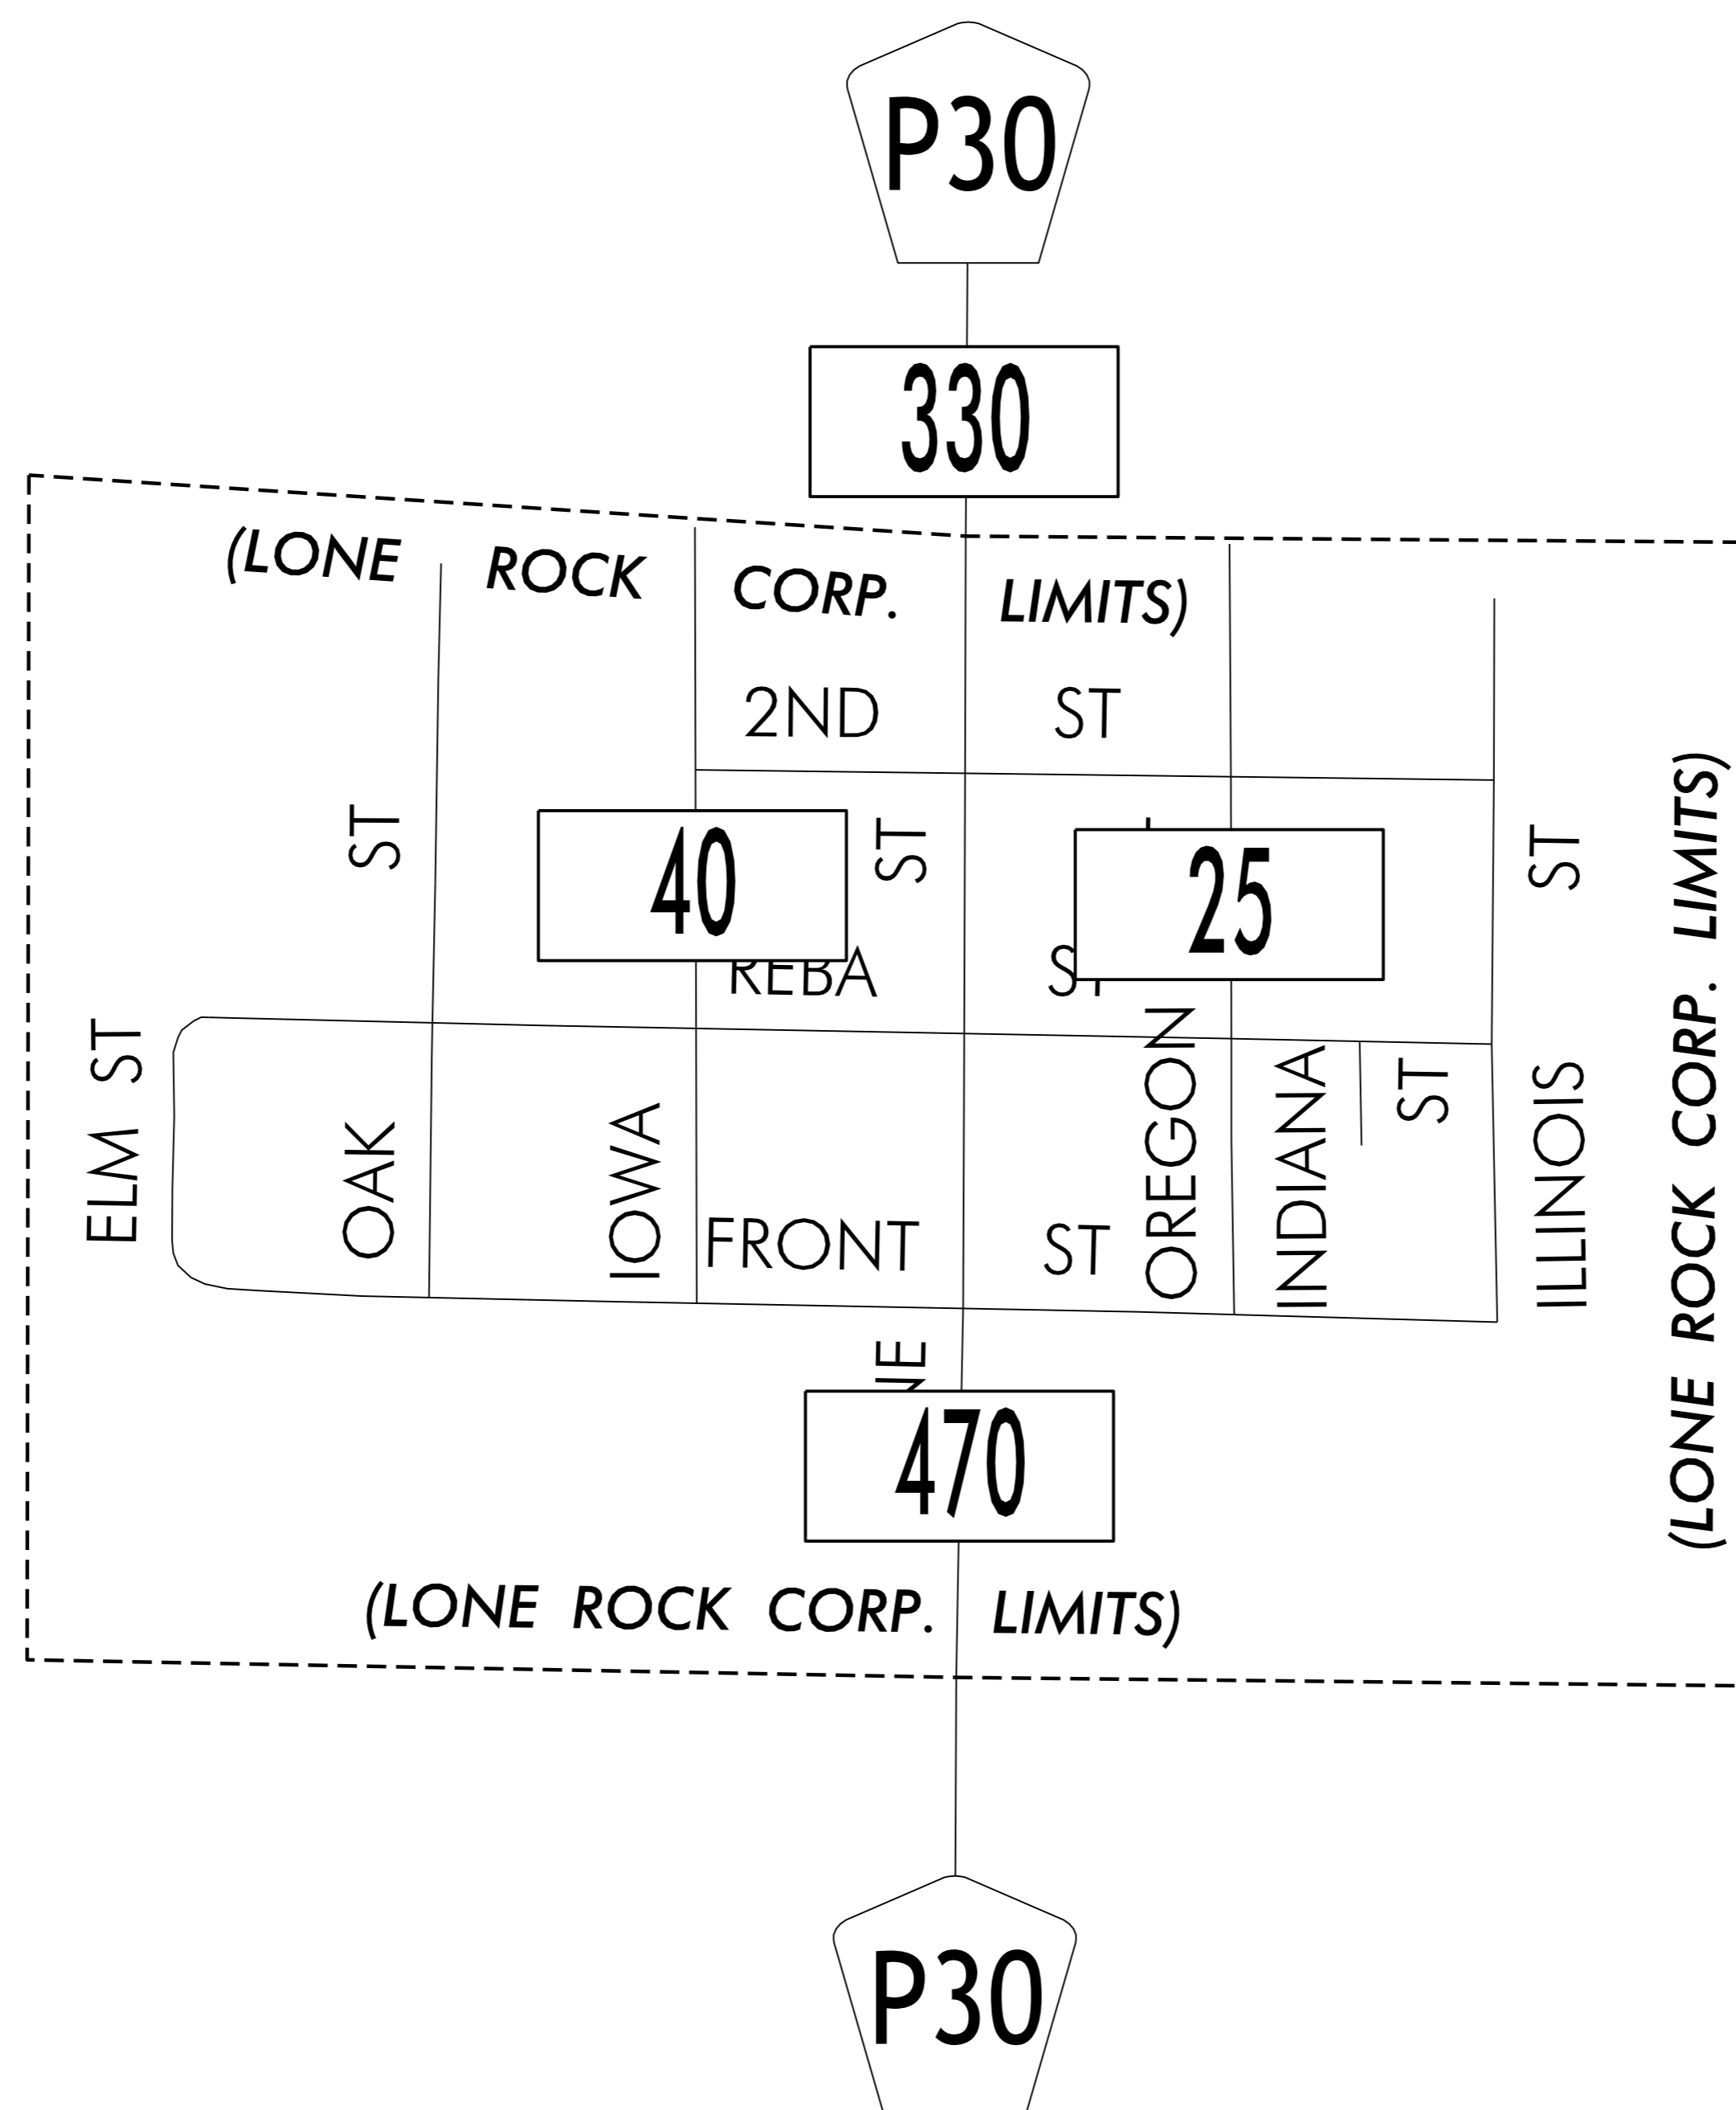 P30
330
(LONE ROCK CORP. LIMITS)
2ND ST
40
25
REBA ST
ELM ST
OAK ST
IOWA ST
ST
OREGON
INDIANA ST
ILLINOIS ST
(LONE ROCK CORP. LIMITS)
FRONT ST
470
(LONE ROCK CORP. LIMITS)
P30